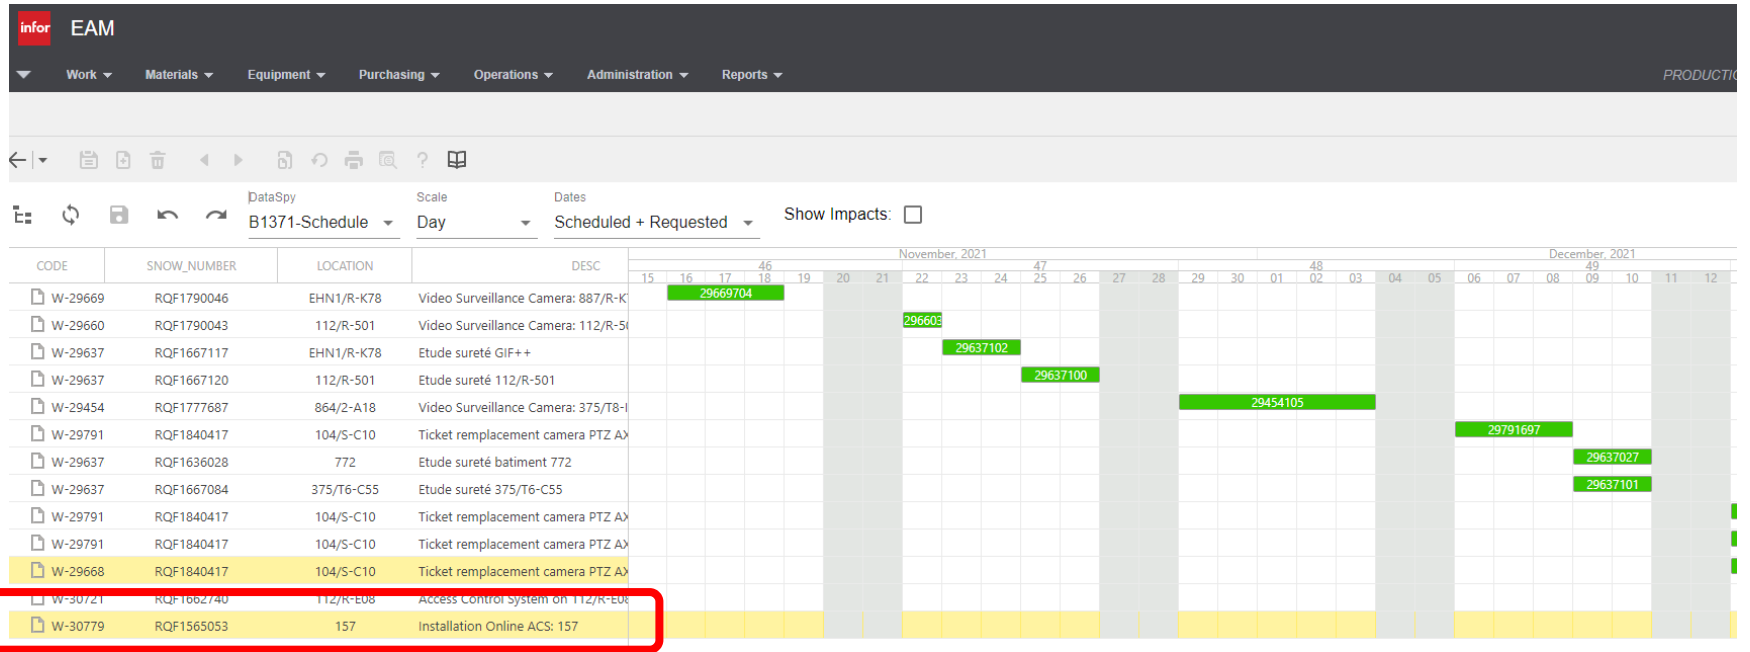 infor EAM
Work Materials Equipment Purchasing Operations Administration Reports PRODUCTIO
DataSpy Scale Dates
B1371-Schedule Day Scheduled + Requested Show Impacts:
November, 2021 December, 2021
CODE SNOW_NUMBER LOCATION DESC
46 47 48 49
15 16 17 18 19 20 21 22 23 24 25 26 27 28 29 30 01 02 03 04 05 06 07 08 09 10 11 12
W-29669 RQF1790046 EHN1/R-K78 Video Surveillance Camera: 887/R-K 29669704
W-29660 RQF1790043 112/R-501 Video Surveillance Camera: 112/R-50 296603
W-29637 RQF1667117 EHN1/R-K78 Etude sureté GIF++ 29637102
W-29637 RQF1667120 112/R-501 Etude sureté 112/R-501 29637100
W-29454 RQF1777687 864/2-A18 Video Surveillance Camera: 375/T8-I 29454105
W-29791 RQF1840417 104/S-C10 Ticket remplacement camera PTZ AX 29791697
W-29637 RQF1636028 772 Etude sureté batiment 772 29637027
W-29637 RQF1667084 375/T6-C55 Etude sureté 375/T6-C55 29637101
W-29791 RQF1840417 104/S-C10 Ticket remplacement camera PTZ AX
W-29791 RQF1840417 104/S-C10 Ticket remplacement camera PTZ AX
W-29668 RQF1840417 104/S-C10 Ticket remplacement camera PTZ AX
W-30721 RQF1662740 112/R-E08 Access Control System on 112/R-E08
W-30779 RQF1565053 157 Installation Online ACS: 157